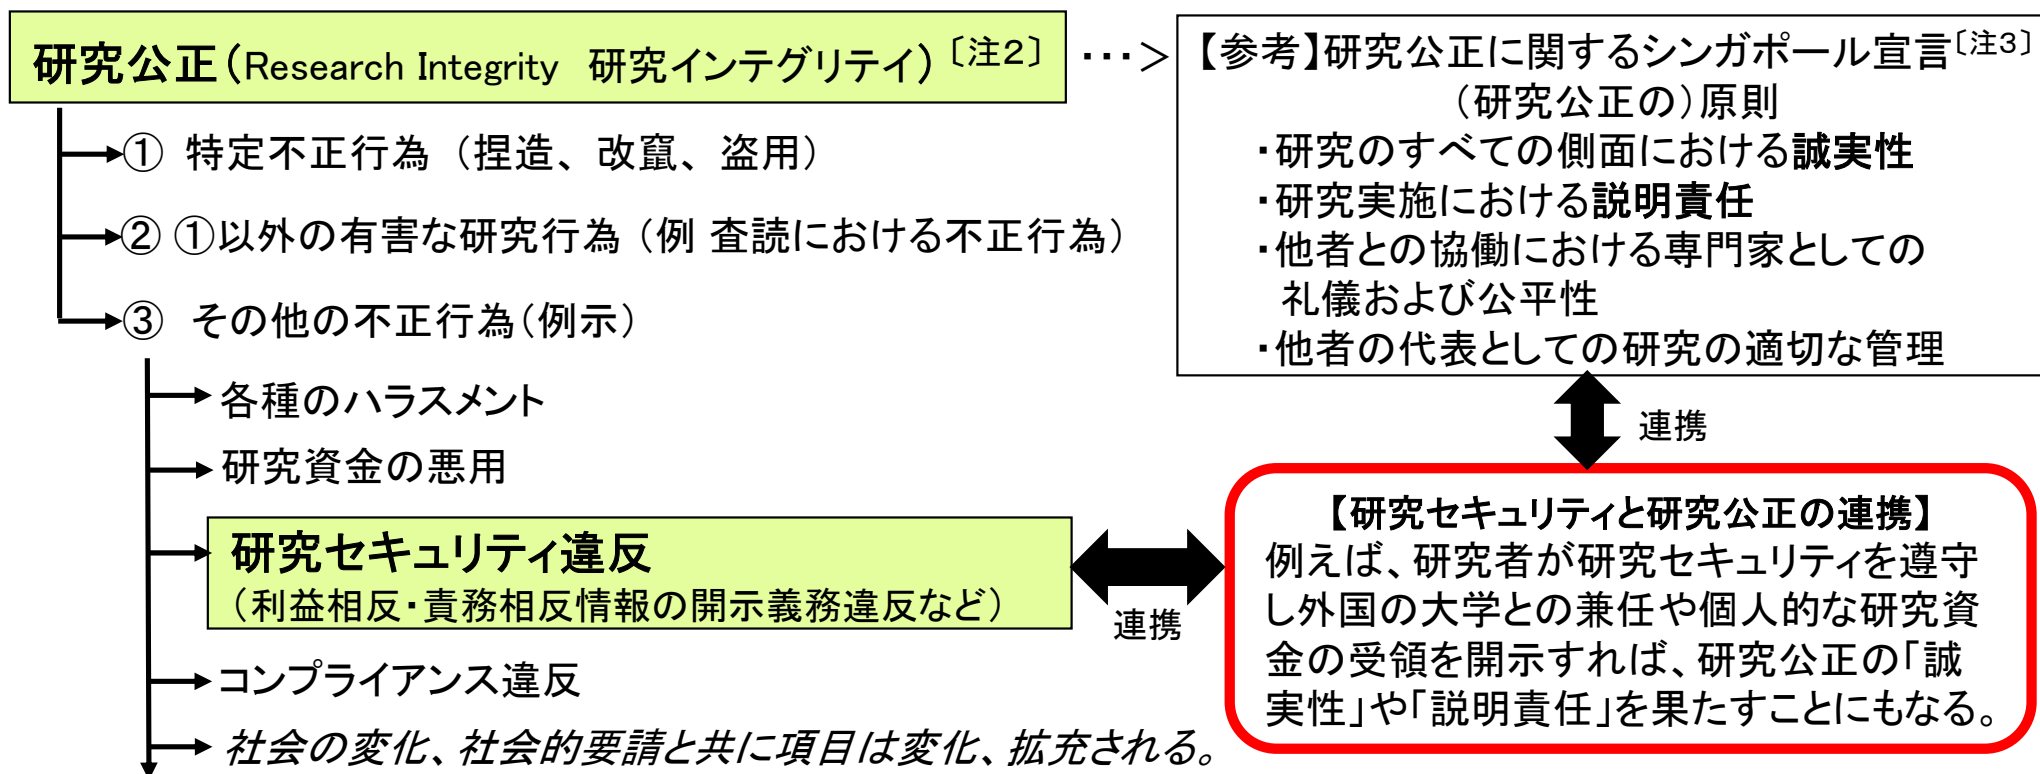 研究公正(Research Integrity 研究インテグリテイ)〔注2〕
・・・>
① 特定不正行為（捏造、改竄、盗用）
② ①以外の有害な研究行為（例 査読における不正行為）
③ その他の不正行為（例示）
各種のハラスメント
研究資金の悪用
研究セキュリティ違反
（利益相反・責務相反情報の開示義務違反など）
コンプライアンス違反
社会の変化、社会的要請と共に項目は変化、拡充される。
【参考】研究公正に関するシンガポール宣言〔注3〕
（研究公正の）原則
・研究のすべての側面における誠実性
・研究実施における説明責任
・他者との協働における専門家としての
礼儀および公平性
・他者の代表としての研究の適切な管理
連携
連携
【研究セキュリティと研究公正の連携】
例えば、研究者が研究セキュリティを遵守
し外国の大学との兼任や個人的な研究資
金の受領を開示すれば、研究公正の「誠
実性」や「説明責任」を果たすことにもなる。